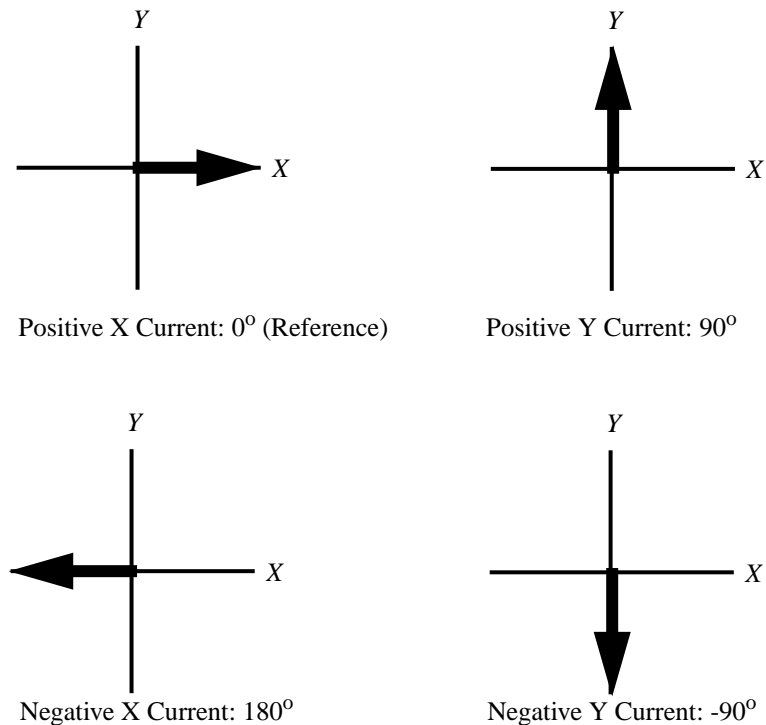 Y
Y
X
X
Positive X Current: 0° (Reference)
Positive Y Current: 90°
Y
Y
X
X
Negative X Current: 180°
Negative Y Current: -90°